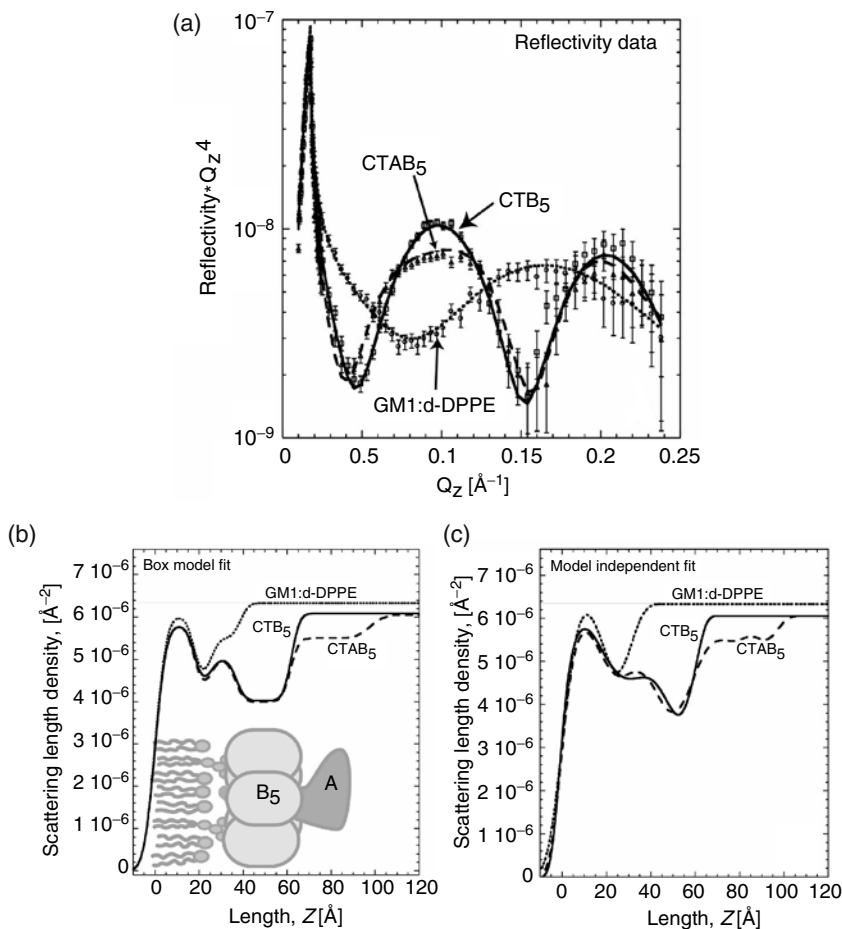 (a)
Reflectivity data
10⁻⁷
10⁻⁸
10⁻⁹
Reflectivity*Q_Z4
CTAB₅
CTB₅
GM1:d-DPPE
0 0.5 0.1 0.15 0.2 0.25
Q_Z [Å⁻¹]
(b)
Box model fit
7 10⁻⁶
6 10⁻⁶
5 10⁻⁶
4 10⁻⁶
3 10⁻⁶
2 10⁻⁶
1 10⁻⁶
0
Scattering length density, [Å⁻²]
GM1:d-DPPE
CTB₅
CTAB₅
B₅
A
0 20 40 60 80 100 120
Length, Z[Å]
(c)
Model independent fit
7 10⁻⁶
6 10⁻⁶
5 10⁻⁶
4 10⁻⁶
3 10⁻⁶
2 10⁻⁶
1 10⁻⁶
0
Scattering length density, [Å⁻²]
GM1:d-DPPE
CTB₅
CTAB₅
0 20 40 60 80 100 120
Length, Z[Å]